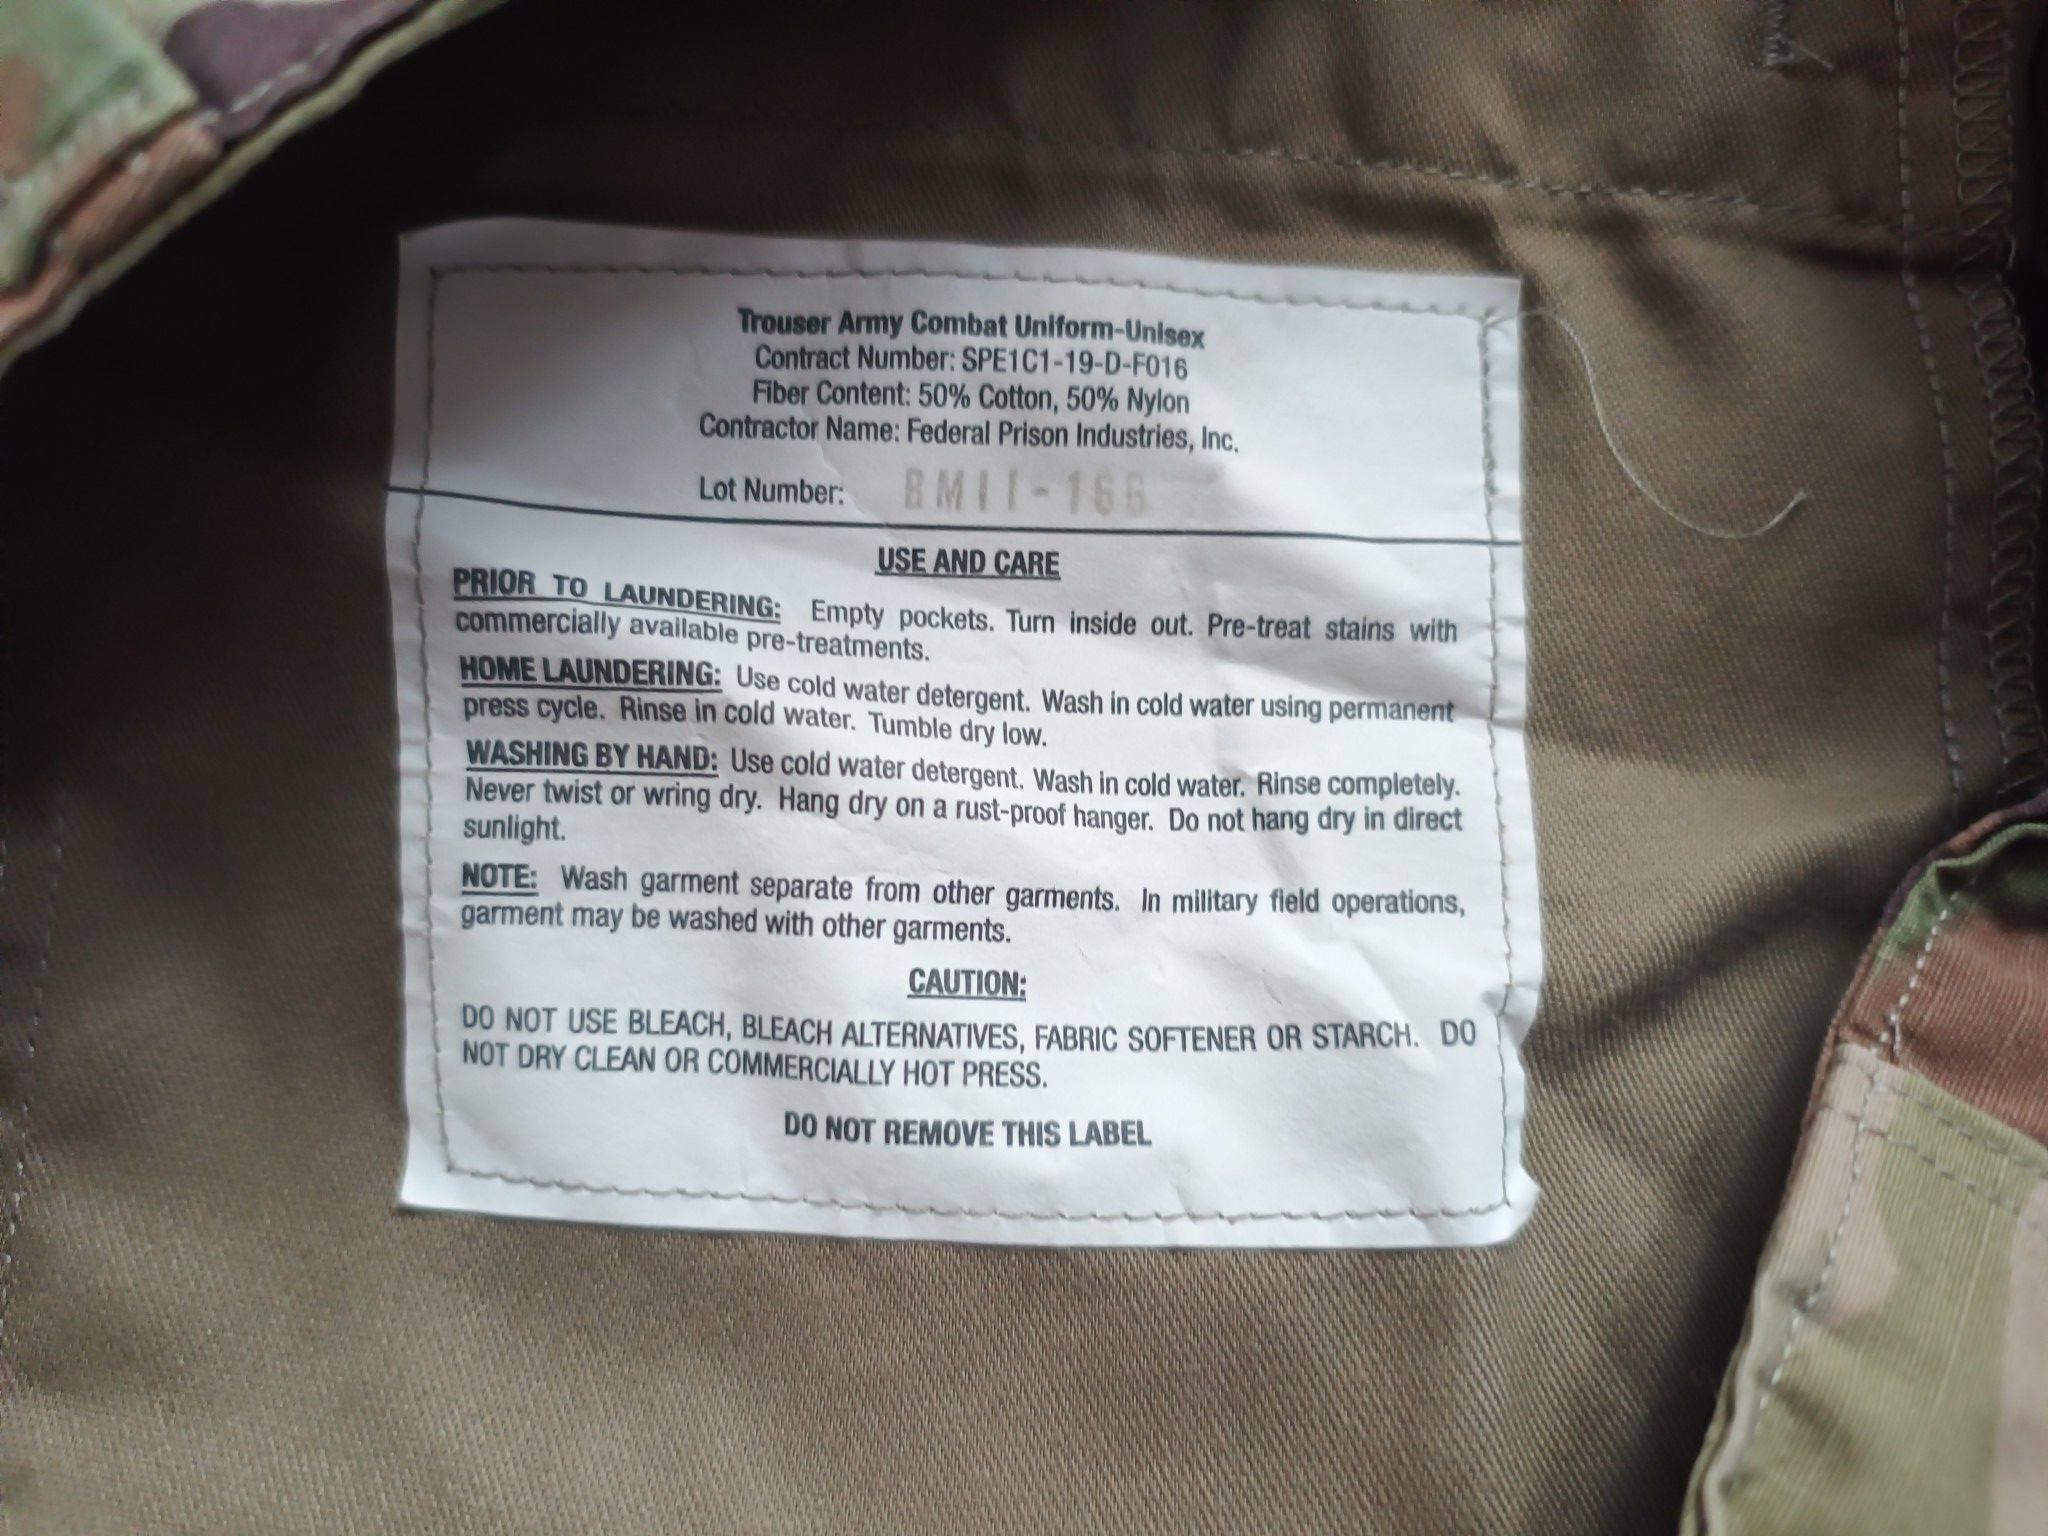 Trouser Army Combat Uniform-Unisex
Contract Number: SPE1C1-19-D-F016
Fiber Content: 50% Cotton, 50% Nylon
Contractor Name: Federal Prison Industries, Inc.
Lot Number: BM11-166
USE AND CARE
PRIOR TO LAUNDERING: Empty pockets. Turn inside out. Pre-treat stains with
commercially available pre-treatments.
HOME LAUNDERING: Use cold water detergent. Wash in cold water using permanent
press cycle. Rinse in cold water. Tumble dry low.
WASHING BY HAND: Use cold water detergent. Wash in cold water. Rinse completely.
Never twist or wring dry. Hang dry on a rust-proof hanger. Do not hang dry in direct
sunlight.
NOTE: Wash garment separate from other garments. In military field operations,
garment may be washed with other garments.
CAUTION:
DO NOT USE BLEACH, BLEACH ALTERNATIVES, FABRIC SOFTENER OR STARCH. DO
NOT DRY CLEAN OR COMMERCIALLY HOT PRESS.
DO NOT REMOVE THIS LABEL